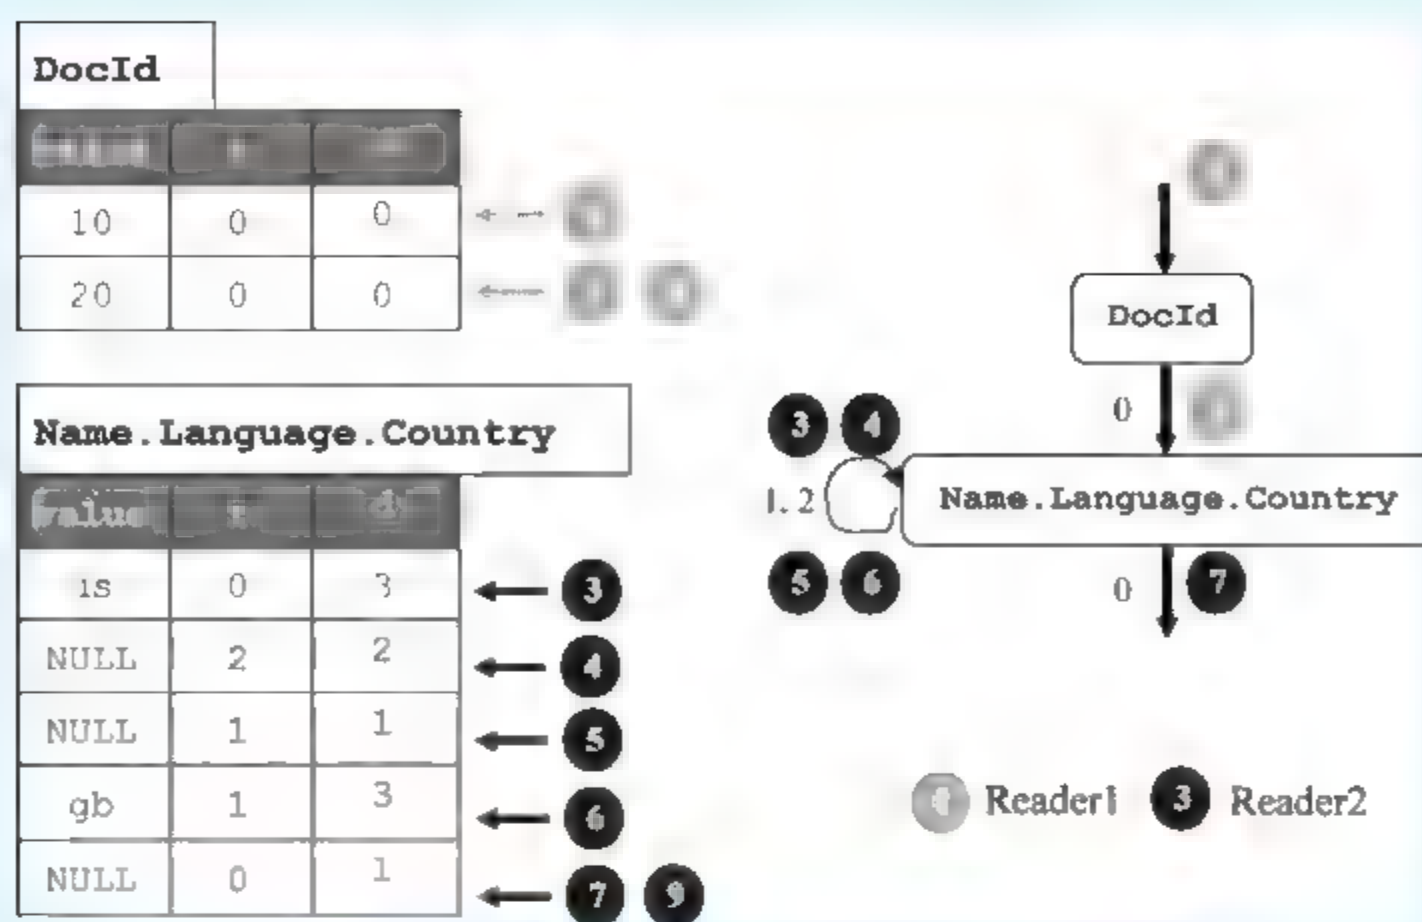 DocId
10 0 0
20 0 0
Name.Language.Country
value
is 0 3
NULL 2 2
NULL 1 1
gb 1 3
NULL 0 1
3
4
5
6
7 9
DocId
0
3 4
1, 2
Name.Language.Country
5 6
0 7
Reader1
3 Reader2